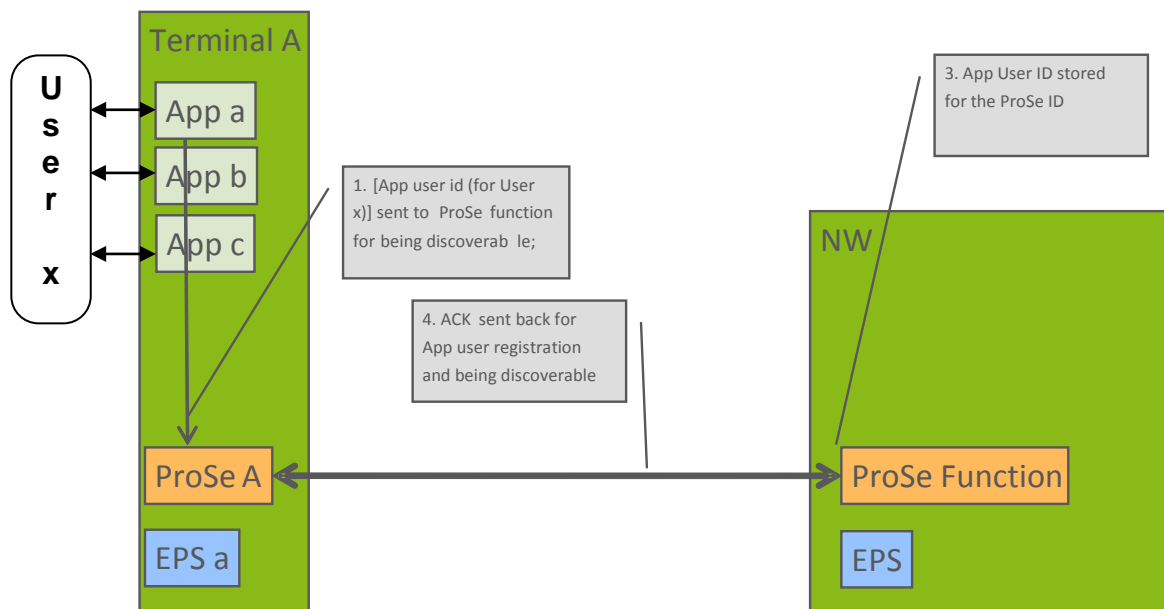 Terminal A
U
s
e
r
x
App a
App b
App c
1. [App user id (for User
x)] sent to ProSe function
for being discoverab le;
3. App User ID stored
for the ProSe ID
NW
4. ACK sent back for
App user registration
and being discoverable
ProSe A
ProSe Function
EPS a
EPS